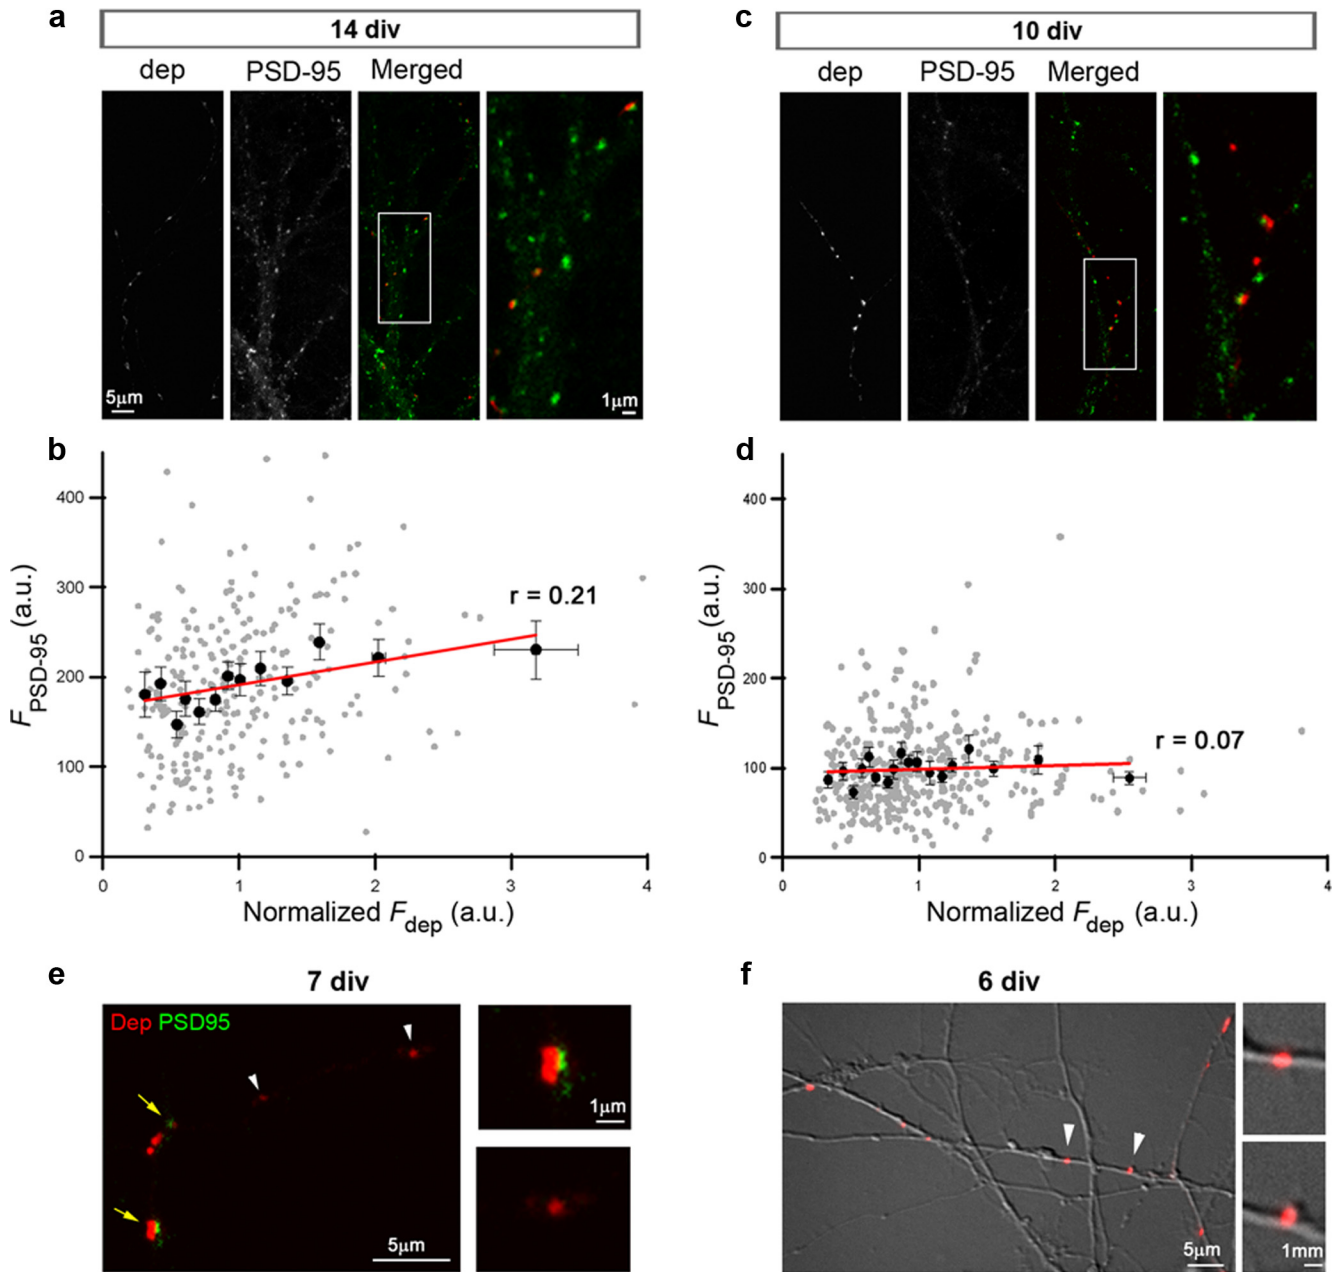 a
14 div
dep PSD-95 Merged
5μm
1μm
c
10 div
dep PSD-95 Merged
b
400
300
200
100
0
0 1 2 3 4
FPSD-95 (a.u.)
r = 0.21
Normalized Fdep (a.u.)
d
400
300
200
100
0
0 1 2 3 4
FPSD-95 (a.u.)
r = 0.07
Normalized Fdep (a.u.)
e
7 div
Dep PSD95
5μm
1μm
f
6 div
5μm
1mm